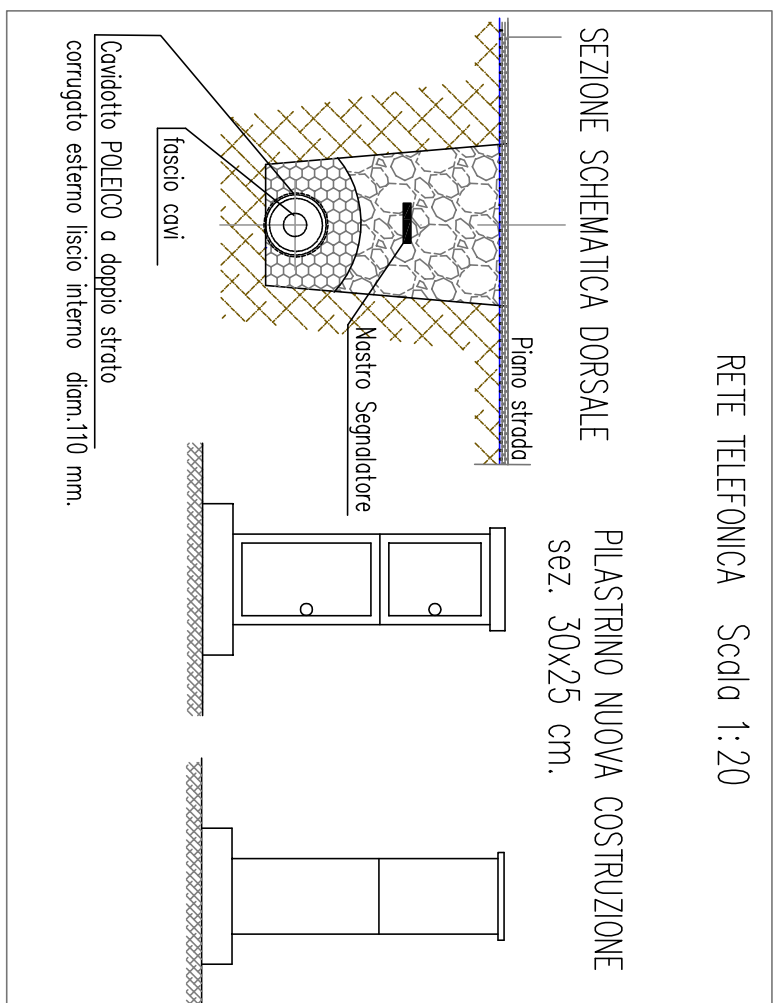 RETE TELEFONICA Scala 1:20
SEZIONE SCHEMATICA DORSALE
PILASTRINO NUOVA COSTRUZIONE
sez. 30x25 cm.
Piano strada
Nastro Segnalatore
fascio cavi
Cavidotto POLEICO a doppio strato
corrugato esterno liscio interno diam.110 mm.